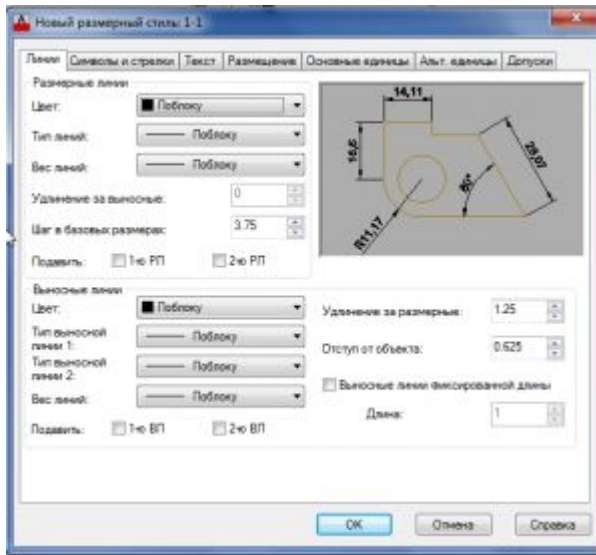 Новый размерный стиль: 1-1
Линии Символы и стрелки Текст Размещение Основные единицы Альт. единицы Допуски
Размерные линии
Цвет: Поблоку
Тип линий: Поблоку
Вес линий: Поблоку
Удлинение за выносные: 0
Шаг в базовых размерах: 3.75
Подавить: 1-ю РЛ 2-ю РЛ
14,11
16,6
28,07
60°
R11,17
Выносные линии
Цвет: Поблоку
Тип выносной линии 1: Поблоку
Тип выносной линии 2: Поблоку
Вес линий: Поблоку
Подавить: 1-ю ВЛ 2-ю ВЛ
Удлинение за размерные: 1.25
Отступ от объекта: 0.625
Выносные линии фиксированной длины
Длина: 1
OK Отмена Справка